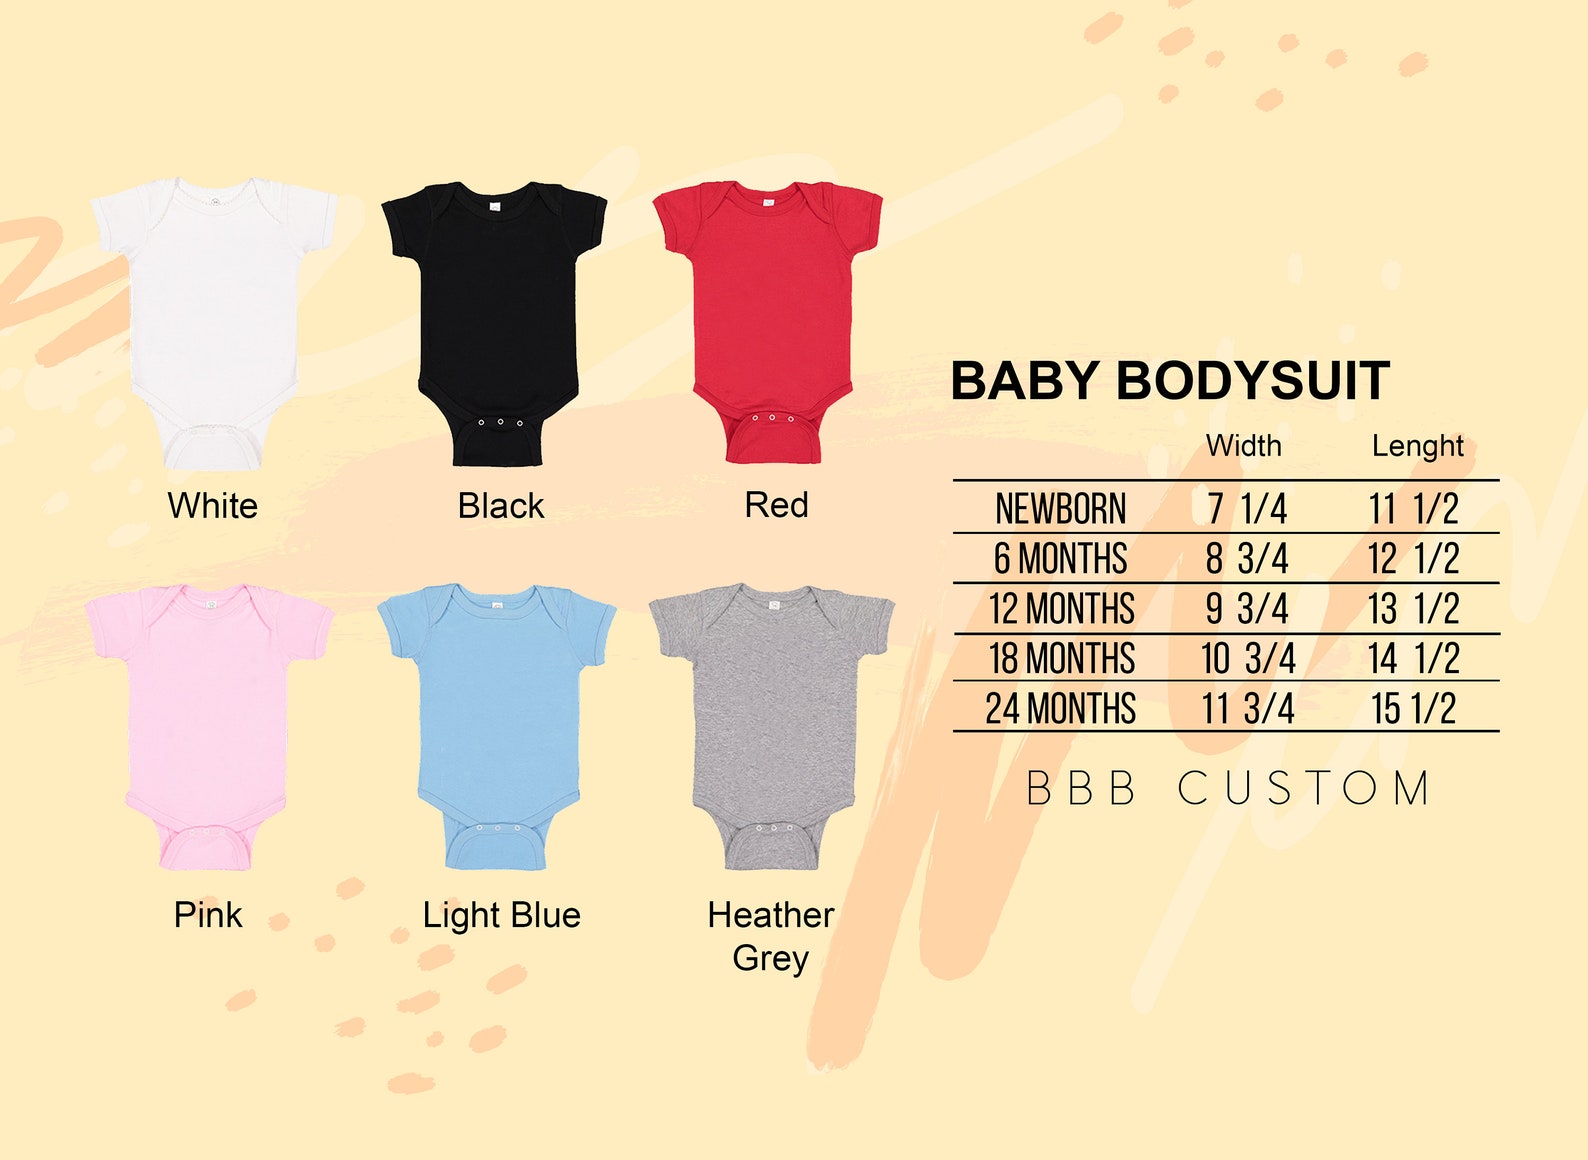 White
Black
Red
Pink
Light Blue
Heather
Grey
BABY BODYSUIT
Width Lenght
NEWBORN 7 1/4 11 1/2
6 MONTHS 8 3/4 12 1/2
12 MONTHS 9 3/4 13 1/2
18 MONTHS 10 3/4 14 1/2
24 MONTHS 11 3/4 15 1/2
BBB CUSTOM